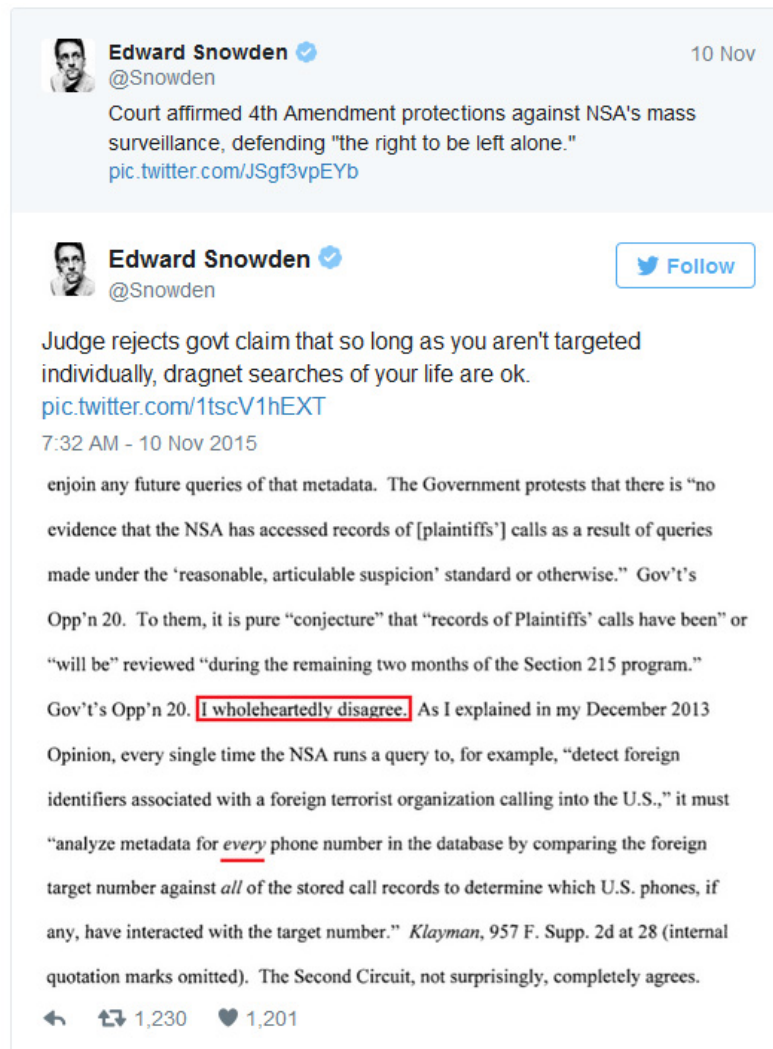 Edward Snowden
10 Nov
@Snowden
Court affirmed 4th Amendment protections against NSA's mass
surveillance, defending "the right to be left alone."
pic.twitter.com/JSgf3vpEYb
Edward Snowden
Follow
@Snowden
Judge rejects govt claim that so long as you aren't targeted
individually, dragnet searches of your life are ok.
pic.twitter.com/1tscV1hEXT
7:32 AM - 10 Nov 2015
enjoin any future queries of that metadata. The Government protests that there is “no
evidence that the NSA has accessed records of [plaintiffs’] calls as a result of queries
made under the ‘reasonable, articulable suspicion’ standard or otherwise.” Gov’t’s
Opp’n 20. To them, it is pure “conjecture” that “records of Plaintiffs’ calls have been” or
“will be” reviewed “during the remaining two months of the Section 215 program.”
Gov’t’s Opp’n 20. I wholeheartedly disagree. As I explained in my December 2013
Opinion, every single time the NSA runs a query to, for example, “detect foreign
identifiers associated with a foreign terrorist organization calling into the U.S.,” it must
“analyze metadata for every phone number in the database by comparing the foreign
target number against all of the stored call records to determine which U.S. phones, if
any, have interacted with the target number.” Klayman, 957 F. Supp. 2d at 28 (internal
quotation marks omitted). The Second Circuit, not surprisingly, completely agrees.
1,230 1,201